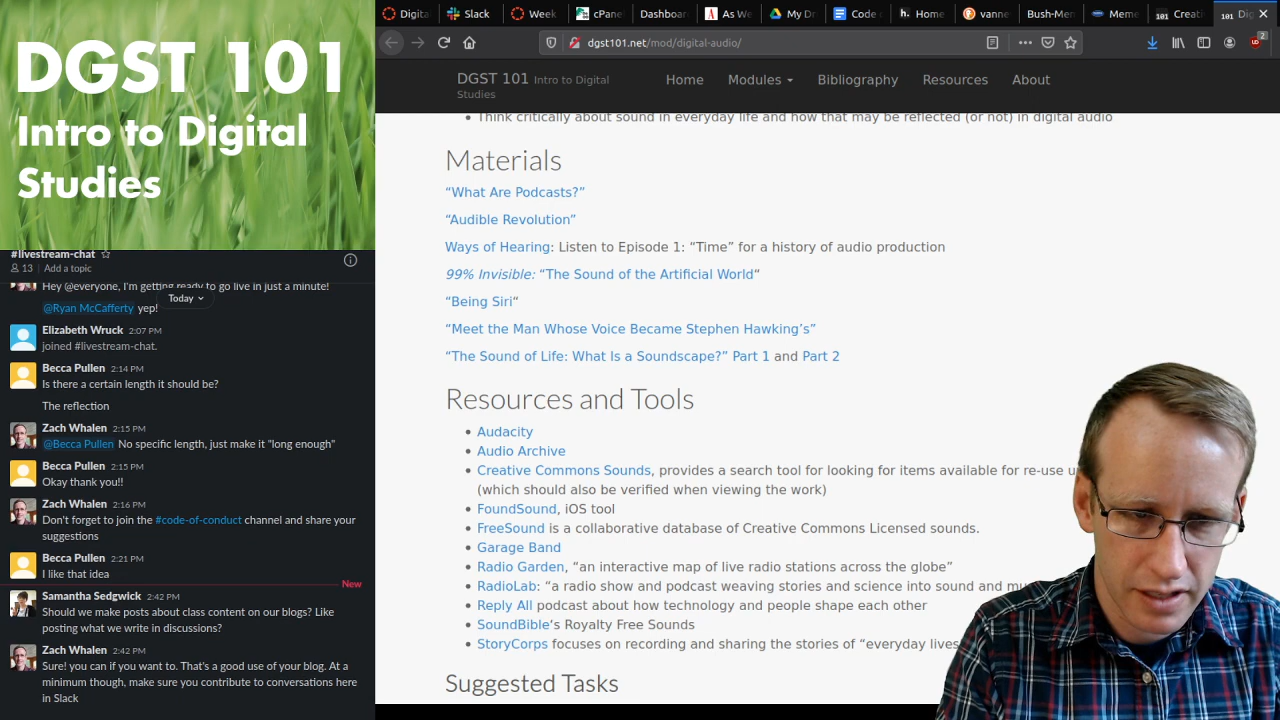 DGST 101
Intro to Digital
Studies
#livestream-chat
13 | Add a topic
Hey @everyone, I'm getting ready to go live in just a minute!
Today
@Ryan McCafferty yep!
Elizabeth Wruck 2:07 PM
joined #livestream-chat.
Becca Pullen 2:14 PM
Is there a certain length it should be?
The reflection
Zach Whalen 2:15 PM
@Becca Pullen No specific length, just make it "long enough"
Becca Pullen 2:15 PM
Okay thank you!!
Zach Whalen 2:16 PM
Don't forget to join the #code-of-conduct channel and share your
suggestions
Becca Pullen 2:21 PM
I like that idea
New
Samantha Sedgwick 2:42 PM
Should we make posts about class content on our blogs? Like
posting what we write in discussions?
Zach Whalen 2:42 PM
Sure! you can if you want to. That's a good use of your blog. At a
minimum though, make sure you contribute to conversations here
in Slack
Digita Slack Week cPane Dashboar As We My Dr Code Home vanne Bush-Men Meme 101 Creati 101 Dig
dgst101.net/mod/digital-audio/
2
DGST 101 Intro to Digital
Studies
Home Modules Bibliography Resources About
Think critically about sound in everyday life and how that may be reflected (or not) in digital audio
Materials
“What Are Podcasts?”
“Audible Revolution”
Ways of Hearing: Listen to Episode 1: “Time” for a history of audio production
99% Invisible: “The Sound of the Artificial World“
“Being Siri“
“Meet the Man Whose Voice Became Stephen Hawking’s”
“The Sound of Life: What Is a Soundscape?” Part 1 and Part 2
Resources and Tools
Audacity
Audio Archive
Creative Commons Sounds, provides a search tool for looking for items available for re-use
(which should also be verified when viewing the work)
FoundSound, iOS tool
FreeSound is a collaborative database of Creative Commons Licensed sounds.
Garage Band
Radio Garden, “an interactive map of live radio stations across the globe”
RadioLab: “a radio show and podcast weaving stories and science into sound and
Reply All podcast about how technology and people shape each other
SoundBible‘s Royalty Free Sounds
StoryCorps focuses on recording and sharing the stories of “everyday lives
Suggested Tasks